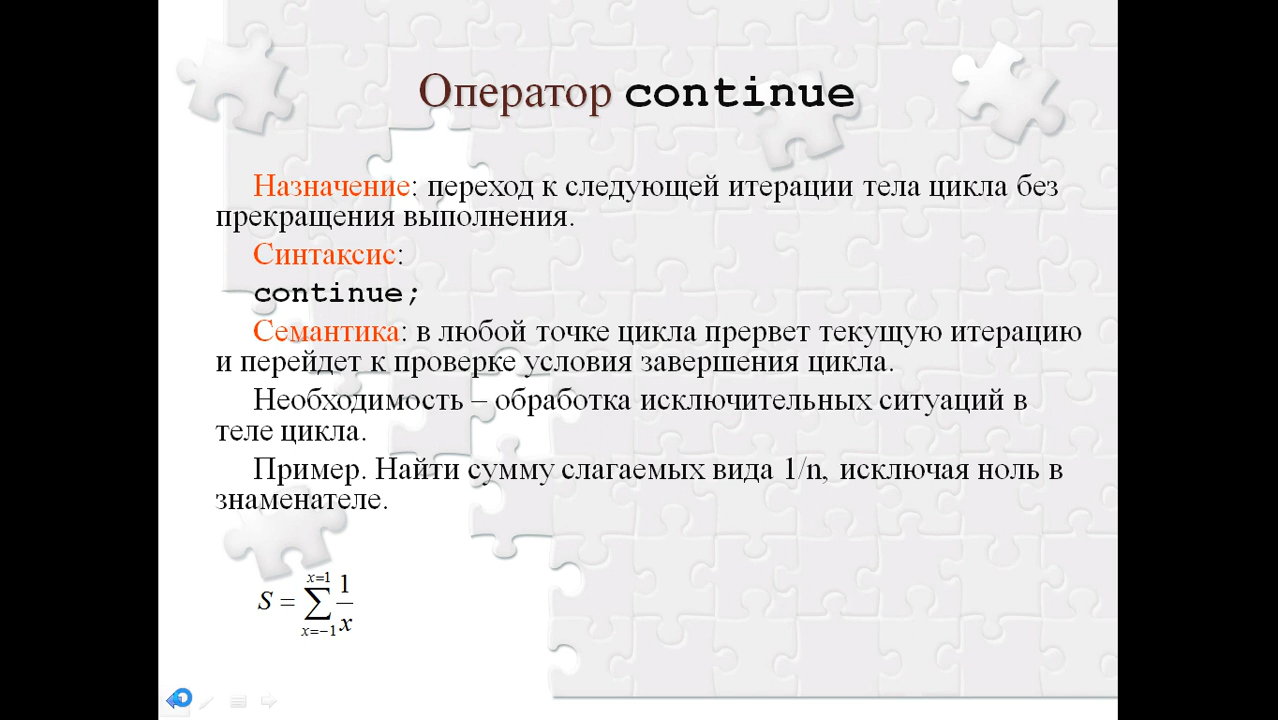 Оператор continue
Назначение: переход к следующей итерации тела цикла без
прекращения выполнения.
Синтаксис:
continue;
Семантика: в любой точке цикла прервет текущую итерацию
и перейдет к проверке условия завершения цикла.
Необходимость – обработка исключительных ситуаций в
теле цикла.
Пример. Найти сумму слагаемых вида 1/n, исключая ноль в
знаменателе.
x=1
S = ∑ 1/x
x=−1